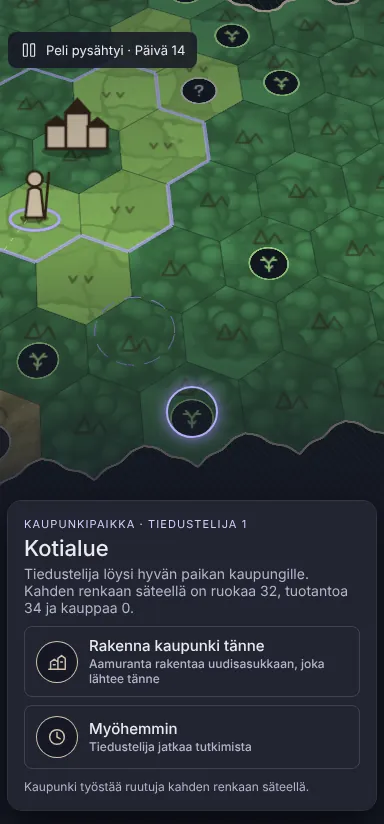 Peli pysähtyi · Päivä 14
?
KAUPUNKIPAIKKA · TIEDUSTELIJA 1
Kotialue
Tiedustelija löysi hyvän paikan kaupungille.
Kahden renkaan säteellä on ruokaa 32, tuotantoa
34 ja kauppaa 0.
Rakenna kaupunki tänne
Aamuranta rakentaa uudisasukkaan, joka
lähtee tänne
Myöhemmin
Tiedustelija jatkaa tutkimista
Kaupunki työstää ruutuja kahden renkaan säteellä.